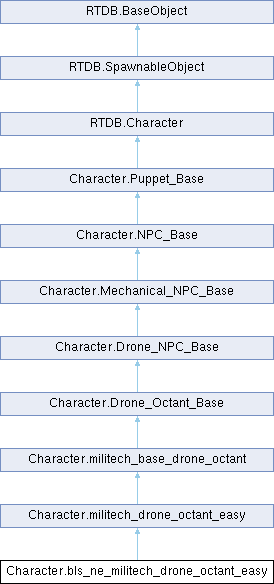 RTDB.BaseObject
RTDB.SpawnableObject
RTDB.Character
Character.Puppet_Base
Character.NPC_Base
Character.Mechanical_NPC_Base
Character.Drone_NPC_Base
Character.Drone_Octant_Base
Character.militech_base_drone_octant
Character.militech_drone_octant_easy
Character.bls_ne_militech_drone_octant_easy